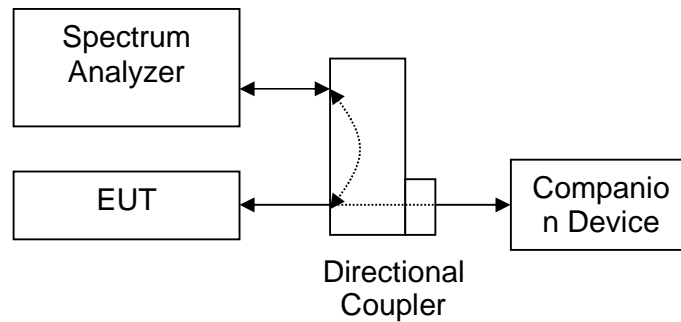 Spectrum
Analyzer
EUT
Companio
n Device
Directional
Coupler